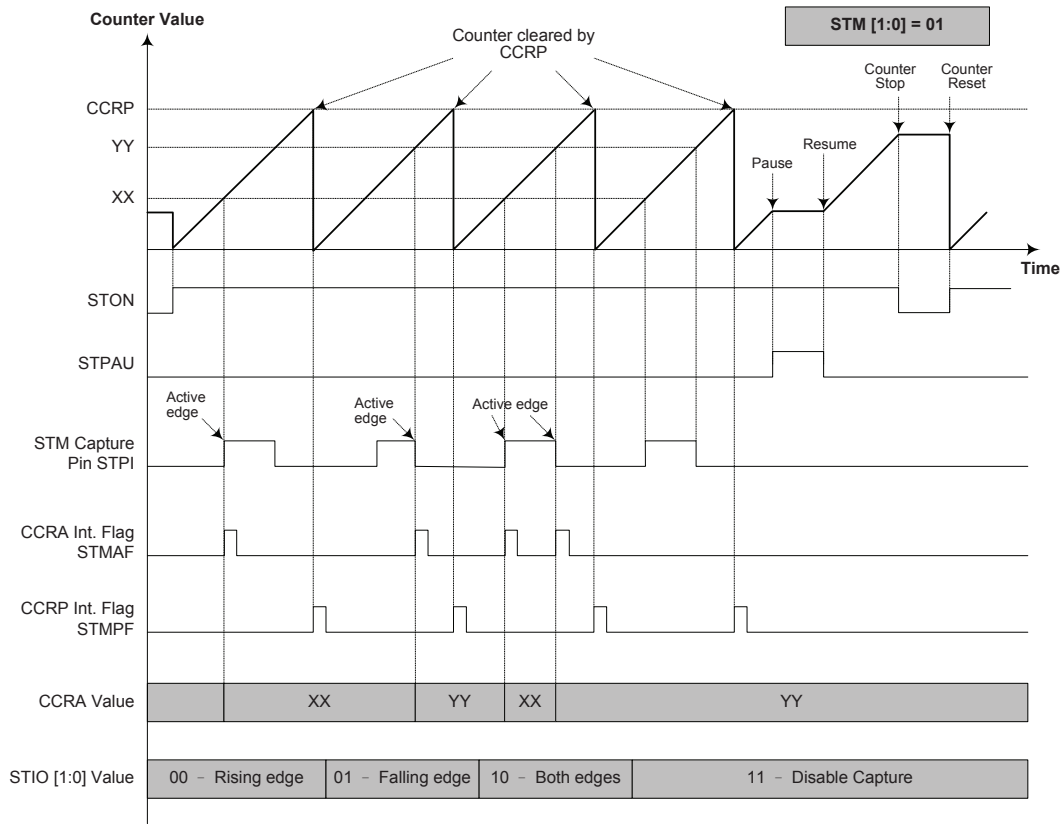 Counter Value
STM [1:0] = 01
Counter cleared by
CCRP
Counter
Stop
Counter
Reset
CCRP
YY
Resume
Pause
XX
Time
STON
STPAU
Active
edge
Active
edge
Active edge
STM Capture
Pin STPI
CCRA Int. Flag
STMAF
CCRP Int. Flag
STMPF
CCRA Value
XX
YY
XX
YY
STIO [1:0] Value
00 – Rising edge
01 – Falling edge
10 – Both edges
11 – Disable Capture